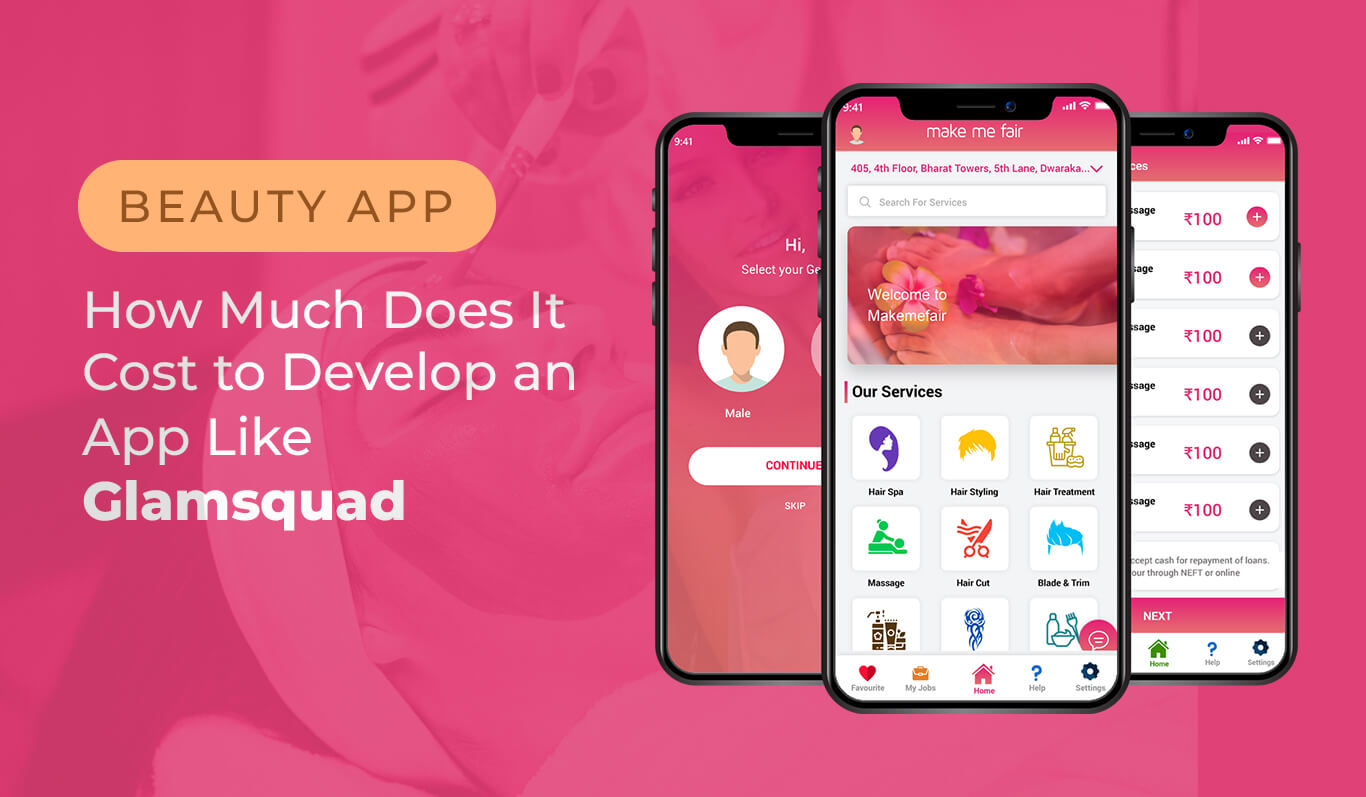 BEAUTY APP
How Much Does It
Cost to Develop an
App Like
Glamsquad
9:41
Hi,
Select your Ge
Male
CONTINUE
SKIP
9:41
make me fair
405, 4th Floor, Bharat Towers, 5th Lane, Dwaraka...
Search For Services
Welcome to
Makemefair
Our Services
Hair Spa
Hair Styling
Hair Treatment
Massage
Hair Cut
Blade & Trim
Favourite
My Jobs
Home
Help
Settings
ces
ssage
₹100
sage
₹100
ssage
₹100
ssage
₹100
ssage
₹100
ssage
₹100
ccept cash for repayment of loans.
our through NEFT or online
NEXT
Home
Help
Settings